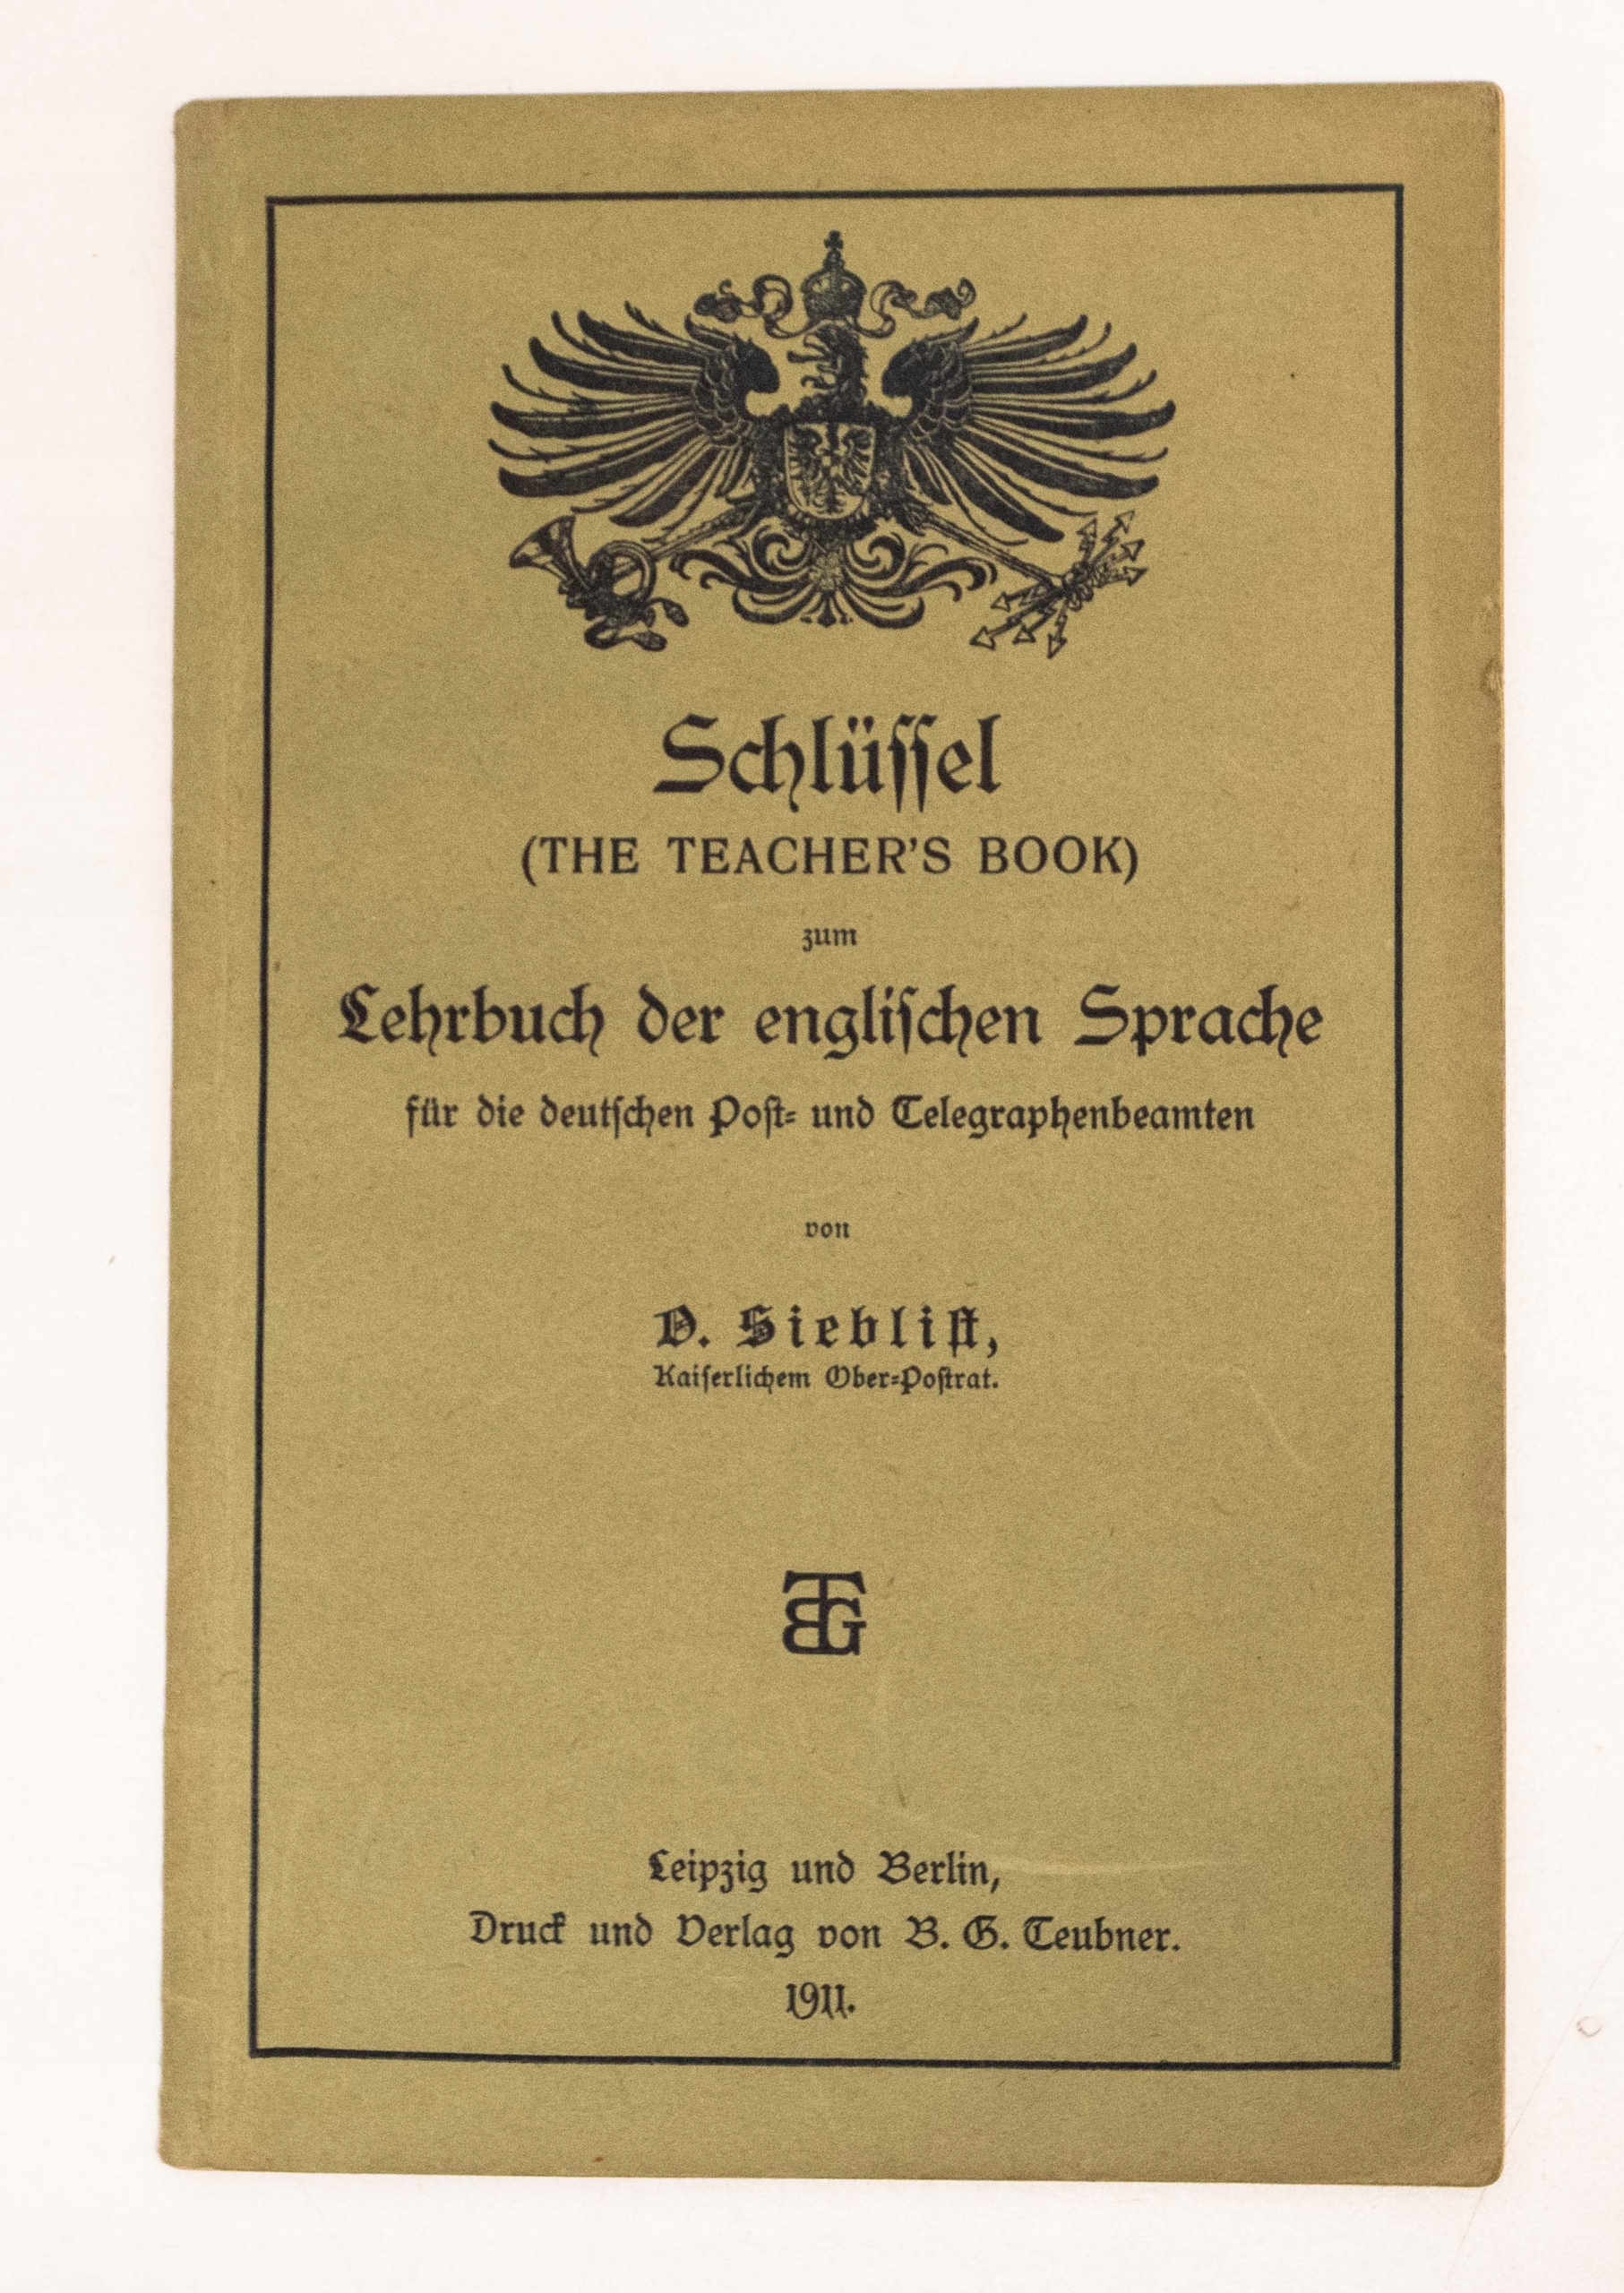 Schlüſſel
(THE TEACHER'S BOOK)
zum
Lehrbuch der engliſchen Sprache
für die deutſchen Poſt- und Telegraphenbeamten
von
O. Siebliſt,
Kaiſerlichem Ober-Poſtrat.
BTG
Leipzig und Berlin,
Druck und Verlag von B. G. Teubner.
1911.